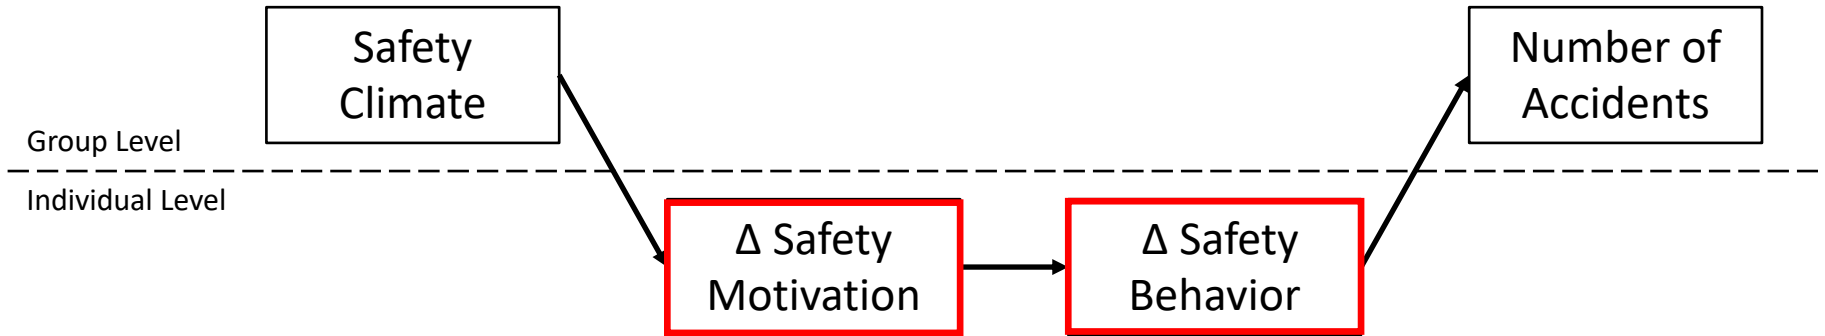 Safety
Climate
Number of
Accidents
Group Level
Individual Level
Δ Safety
Motivation
Δ Safety
Behavior